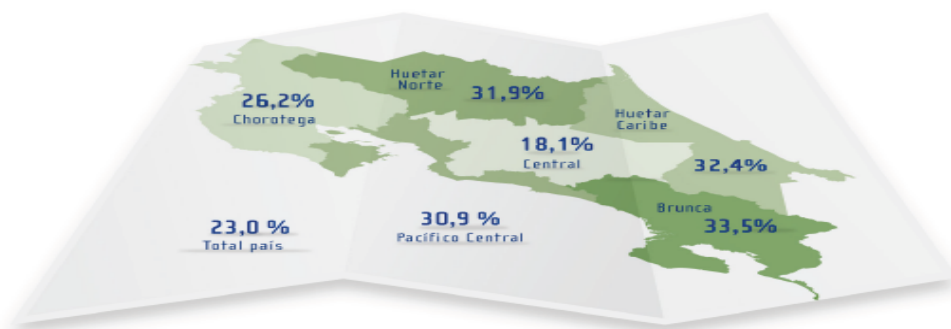 Huetar
Norte
31,9%
26,2%
Chorotega
Huetar
Caribe
18,1%
Central
32,4%
Brunca
33,5%
23,0 %
Total país
30,9 %
Pacífico Central